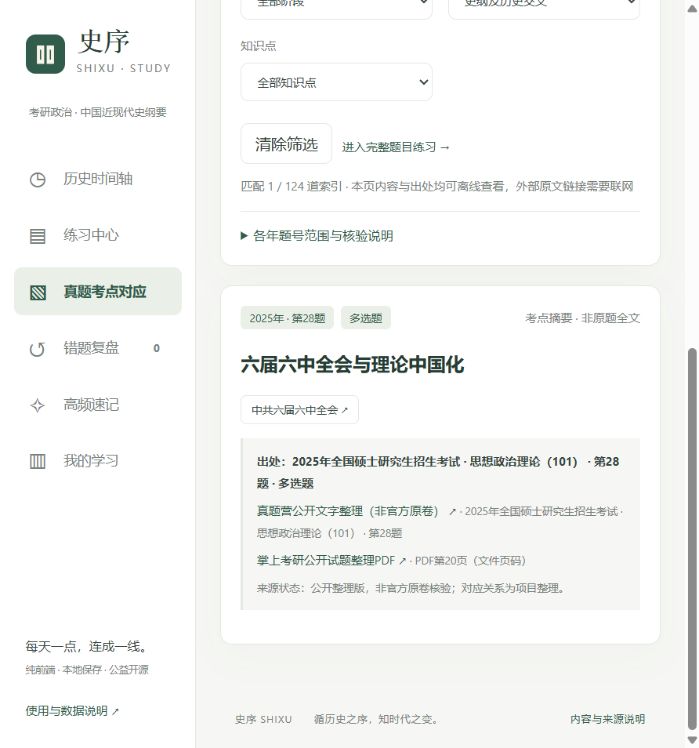 史序
SHIXU · STUDY
考研政治 · 中国近现代史纲要
历史时间轴
练习中心
真题考点对应
错题复盘 0
高频速记
我的学习
每天一点，连成一线。
纯前端 · 本地保存 · 公益开源
使用与数据说明 ↗
知识点
全部知识点
清除筛选 进入完整题目练习 →
匹配 1 / 124 道索引 · 本页内容与出处均可离线查看，外部原文链接需要联网
▶ 各年题号范围与核验说明
2025年 · 第28题 多选题 考点摘要 · 非原题全文
六届六中全会与理论中国化
中共六届六中全会 ↗
出处：2025年全国硕士研究生招生考试 · 思想政治理论（101） · 第28
题 · 多选题
真题营公开文字整理（非官方原卷） ↗ · 2025年全国硕士研究生招生考试 ·
思想政治理论（101） · 第28题
掌上考研公开试题整理PDF ↗ · PDF第20页（文件页码）
来源状态：公开整理版，非官方原卷核验；对应关系为项目整理。
史序 SHIXU 循历史之序，知时代之变。 内容与来源说明